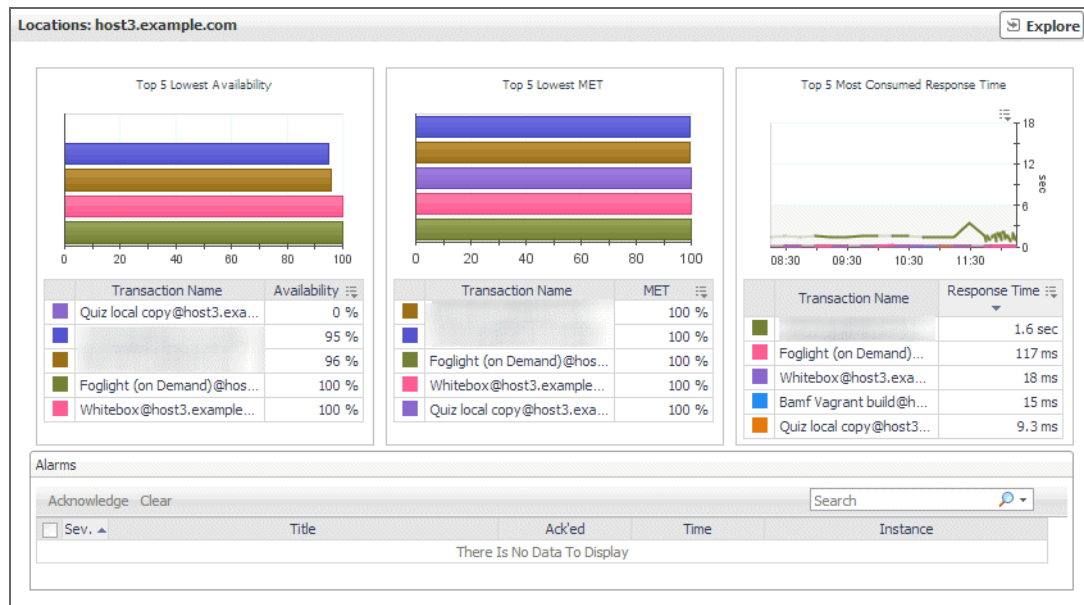 Locations: host3.example.com
Explore
Top 5 Lowest Availability
0 20 40 60 80 100
Transaction Name Availability
Quiz local copy@host3.exa... 0 %
95 %
96 %
Foglight (on Demand)@hos... 100 %
Whitebox@host3.example... 100 %
Top 5 Lowest MET
0 20 40 60 80 100
Transaction Name MET
100 %
100 %
Foglight (on Demand)@hos... 100 %
Whitebox@host3.example... 100 %
Quiz local copy@host3.exa... 100 %
Top 5 Most Consumed Response Time
18
12
sec
6
0
08:30 09:30 10:30 11:30
Transaction Name Response Time
1.6 sec
Foglight (on Demand)... 117 ms
Whitebox@host3.exa... 18 ms
Bamf Vagrant build@h... 15 ms
Quiz local copy@host3... 9.3 ms
Alarms
Acknowledge Clear
Search
Sev. Title Ack'ed Time Instance
There Is No Data To Display